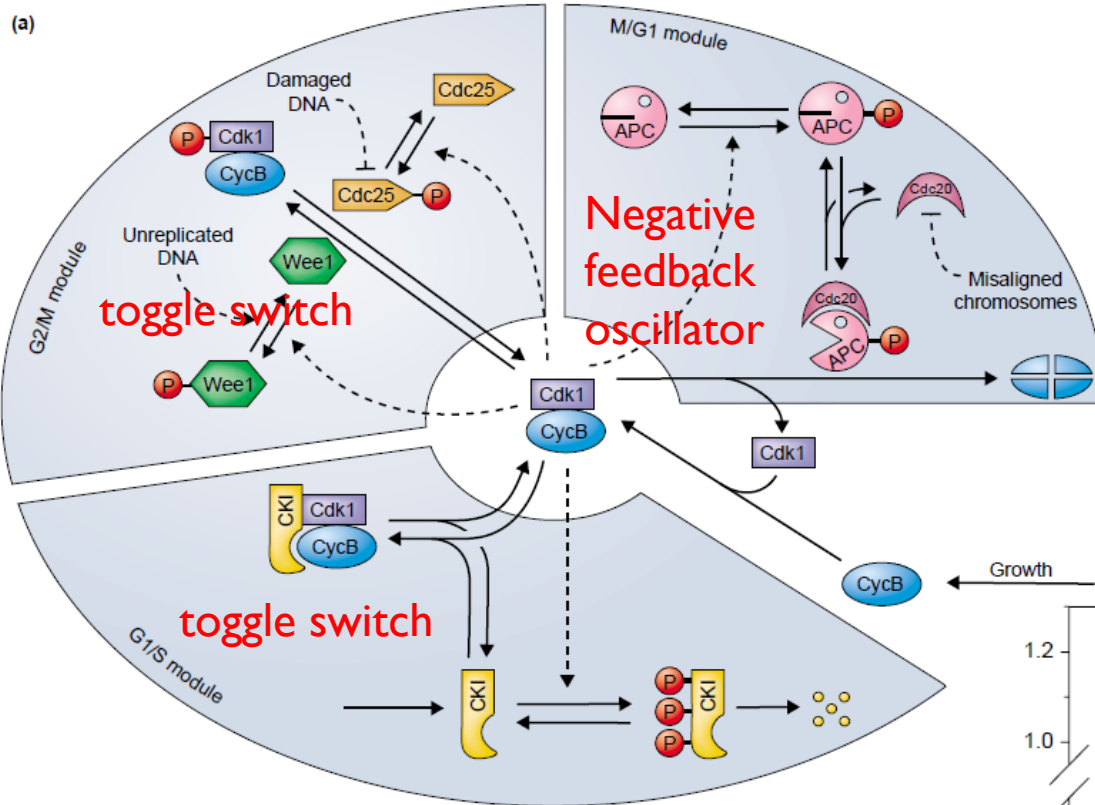 (a)
G2/M module
Damaged
DNA
Cdc25
P
Cdk1
CycB
Cdc25
P
Unreplicated
DNA
Wee1
toggle switch
P
Wee1
M/G1 module
APC
APC
P
Cdc20
Negative
feedback
oscillator
Misaligned
chromosomes
Cdc20
APC
P
Cdk1
CycB
Cdk1
CycB
Growth
G1/S module
CKI
Cdk1
CycB
toggle switch
CKI
P
P
P
CKI
1.2
1.0